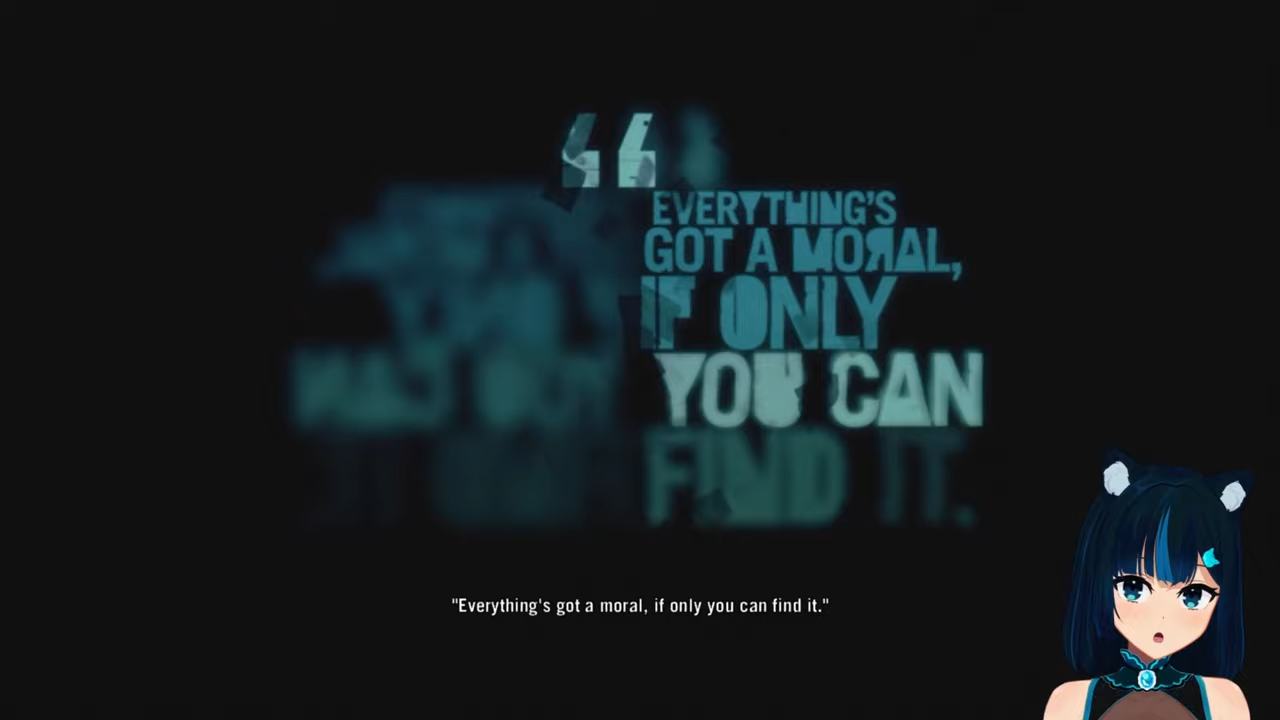 “
EVERYTHING’S
GOT A MORAL,
IF ONLY
YOU CAN
FIND IT.
"Everything's got a moral, if only you can find it."